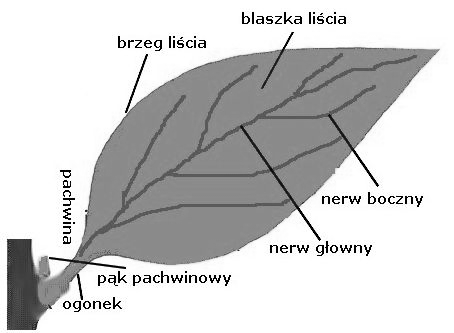 blaszka liścia
brzeg liścia
pachwina
nerw boczny
nerw głowny
pąk pachwinowy
ogonek